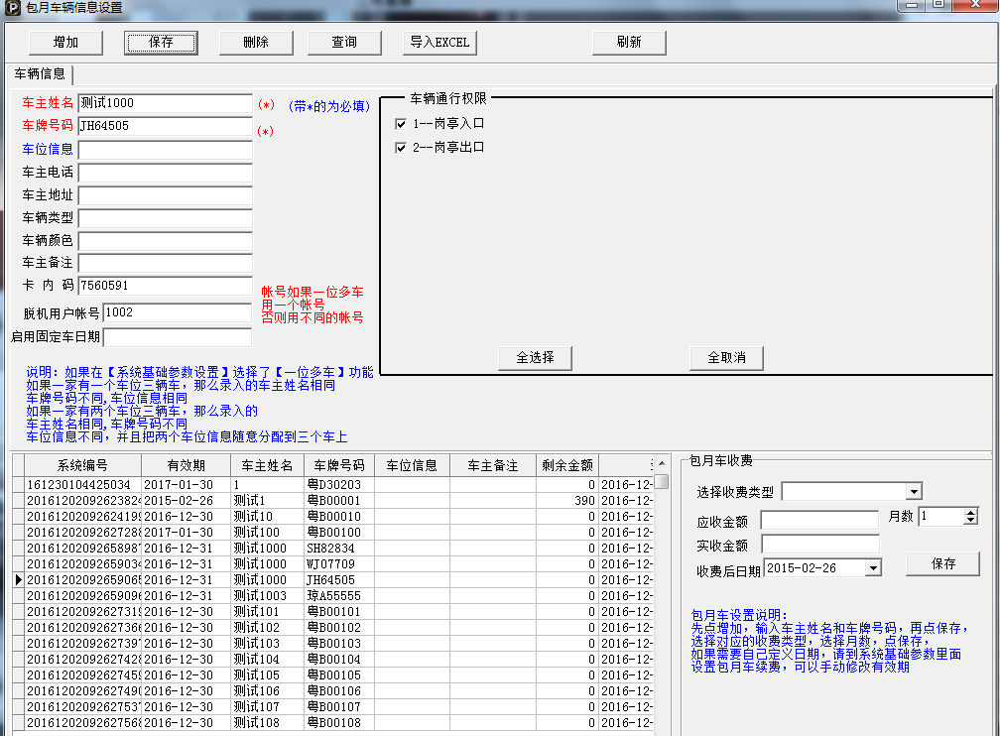 包月车辆信息设置
增加 保存 删除 查询 导入EXCEL 刷新
车辆信息
车主姓名 测试1000 (*) (带*的为必填)
车牌号码 JH64505 (*)
车位信息
车主电话
车主地址
车辆类型
车辆颜色
车主备注
卡 内 码 7560591
脱机用户帐号 1002
启用固定车日期
帐号如果一位多车
用一个帐号
否则用不同的帐号
车辆通行权限
1--岗亭入口
2--岗亭出口
全选择 全取消
说明: 如果在【系统基础参数设置】选择了【一位多车】功能
如果一家有一个车位三辆车，那么录入的车主姓名相同
车牌号码不同,车位信息相同
如果一家有两个车位三辆车，那么录入的
车主姓名相同,车牌号码不同
车位信息不同，并且把两个车位信息随意分配到三个车上
系统编号 有效期 车主姓名 车牌号码 车位信息 车主备注 剩余金额
161230104425034 2017-01-30 1 粤D30203 0 2016-12-
2016120209262382 2015-02-26 测试1 粤B00001 390 2016-12-
2016120209262419 2016-12-30 测试10 粤B00010 0 2016-12-
2016120209262728 2017-01-30 测试100 粤B00100 0 2016-12-
2016120209265898 2016-12-31 测试1000 SH82834 0 2016-12-
2016120209265903 2016-12-31 测试1000 WJ07709 0 2016-12-
2016120209265906 2016-12-31 测试1000 JH64505 0 2016-12-
2016120209265909 2016-12-31 测试1003 琼A55555 0 2016-12-
2016120209262731 2016-12-30 测试101 粤B00101 0 2016-12-
2016120209262736 2016-12-30 测试102 粤B00102 0 2016-12-
2016120209262739 2016-12-30 测试103 粤B00103 0 2016-12-
2016120209262742 2016-12-30 测试104 粤B00104 0 2016-12-
2016120209262745 2016-12-30 测试105 粤B00105 0 2016-12-
2016120209262749 2016-12-30 测试106 粤B00106 0 2016-12-
2016120209262753 2016-12-30 测试107 粤B00107 0 2016-12-
2016120209262756 2016-12-30 测试108 粤B00108 0 2016-12-
包月车收费
选择收费类型
应收金额 月数 1
实收金额
收费后日期 2015-02-26 保存
包月车设置说明:
先点增加，输入车主姓名和车牌号码，再点保存，
选择对应的收费类型，选择月数，点保存，
如果需要自己定义日期，请到系统基础参数里面
设置包月车续费，可以手动修改有效期